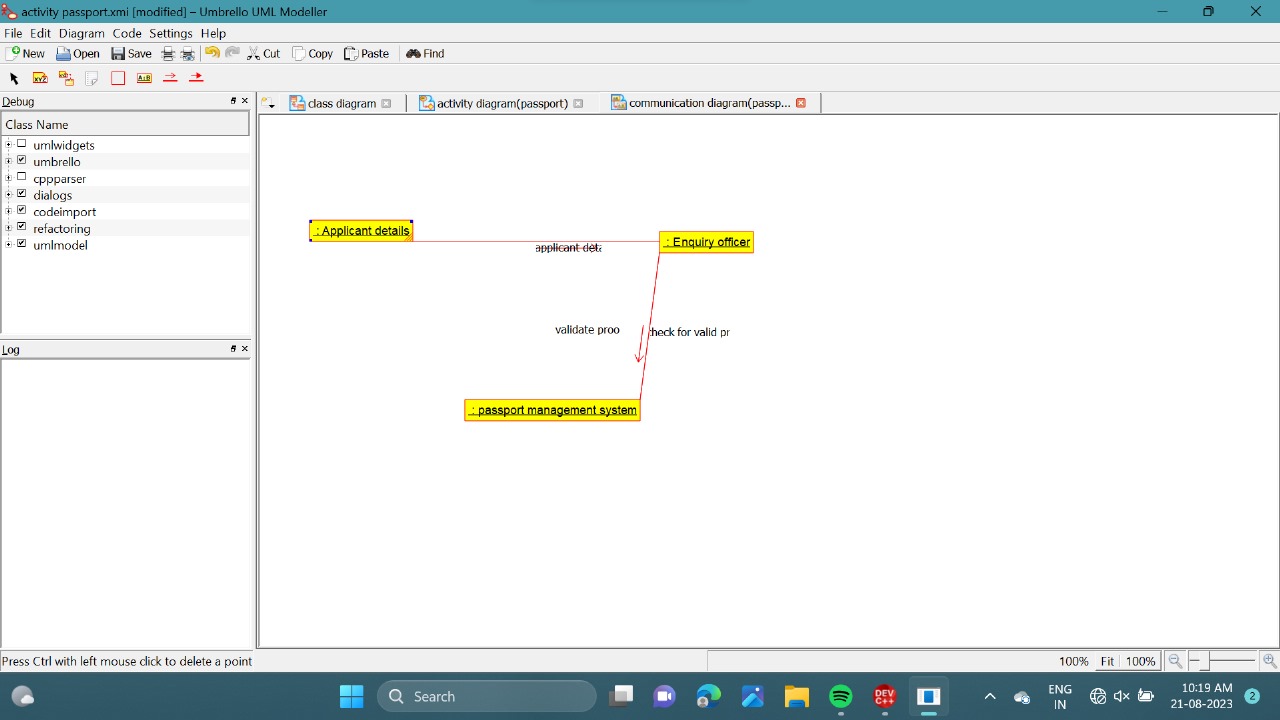 activity passport.xmi [modified] – Umbrello UML Modeller
File Edit Diagram Code Settings Help
New Open Save Cut Copy Paste Find
Debug
class diagram activity diagram(passport) communication diagram(passp...
Class Name
umlwidgets
umbrello
cppparser
dialogs
codeimport
refactoring
umlmodel
Log
: Applicant details
: Enquiry officer
applicant deta
validate proo
check for valid pr
: passport management system
Press Ctrl with left mouse click to delete a point
100% Fit 100%
Search
DEV C++
ENG
IN
10:19 AM
21-08-2023
2